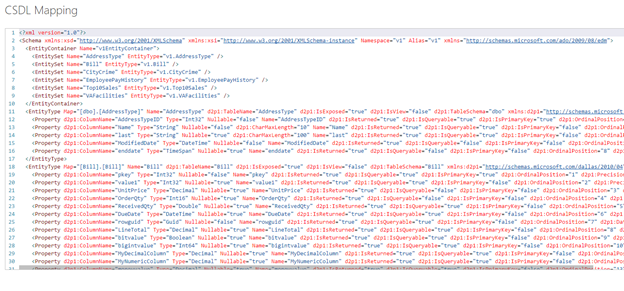 CSDL Mapping
1 <?xml version="1.0"?>
2 <Schema xmlns:xsd="http://www.w3.org/2001/XMLSchema" xmlns:xsi="http://www.w3.org/2001/XMLSchema-instance" Namespace="v1" Alias="v1" xmlns="http://schemas.microsoft.com/ado/2009/08/edm">
3 <EntityContainer Name="v1EntityContainer">
4 <EntitySet Name="AddressType" EntityType="v1.AddressType" />
5 <EntitySet Name="Bill" EntityType="v1.Bill" />
6 <EntitySet Name="CityCrime" EntityType="v1.CityCrime" />
7 <EntitySet Name="EmployeePayHistory" EntityType="v1.EmployeePayHistory" />
8 <EntitySet Name="Top10Sales" EntityType="v1.Top10Sales" />
9 <EntitySet Name="VAFacilities" EntityType="v1.VAFacilities" />
10 </EntityContainer>
11 <EntityType Map="[dbo].[AddressType]" Name="AddressType" d2p1:TableName="AddressType" d2p1:IsExposed="true" d2p1:IsView="false" d2p1:TableSchema="dbo" xmlns:d2p1="http://schemas.microsoft
12 <Property d2p1:ColumnName="AddressTypeID" Type="Int32" Nullable="false" Name="AddressTypeID" d2p1:IsReturned="true" d2p1:IsQueryable="true" d2p1:IsPrimaryKey="true" d2p1:OrdinalPosition
13 <Property d2p1:ColumnName="Name" Type="String" Nullable="false" d2p1:CharMaxLength="10" Name="Name" d2p1:IsReturned="true" d2p1:IsQueryable="true" d2p1:IsPrimaryKey="false" d2p1:Ordinal
14 <Property d2p1:ColumnName="last" Type="String" Nullable="true" d2p1:CharMaxLength="100" Name="last" d2p1:IsReturned="true" d2p1:IsQueryable="true" d2p1:IsPrimaryKey="false" d2p1:Ordinal
15 <Property d2p1:ColumnName="ModifiedDate" Type="DateTime" Nullable="false" Name="ModifiedDate" d2p1:IsReturned="true" d2p1:IsQueryable="true" d2p1:IsPrimaryKey="false" d2p1:OrdinalPositi
16 <Property d2p1:ColumnName="enddate" Type="TimeSpan" Nullable="true" Name="enddate" d2p1:IsReturned="true" d2p1:IsQueryable="true" d2p1:IsPrimaryKey="false" d2p1:OrdinalPosition="8" d2p1
17 </EntityType>
18 <EntityType Map="[Bill].[Bill]" Name="Bill" d2p1:TableName="Bill" d2p1:IsExposed="true" d2p1:IsView="false" d2p1:TableSchema="Bill" xmlns:d2p1="http://schemas.microsoft.com/dallas/2010/04
19 <Property d2p1:ColumnName="pkey" Type="Int32" Nullable="false" Name="pkey" d2p1:IsReturned="true" d2p1:IsQueryable="true" d2p1:IsPrimaryKey="true" d2p1:OrdinalPosition="1" d2p1:Precisio
20 <Property d2p1:ColumnName="value1" Type="Int32" Nullable="true" Name="value1" d2p1:IsReturned="true" d2p1:IsQueryable="true" d2p1:IsPrimaryKey="false" d2p1:OrdinalPosition="2" d2p1:Preci
21 <Property d2p1:ColumnName="UnitPrice" Type="Decimal" Nullable="true" Name="UnitPrice" d2p1:IsReturned="true" d2p1:IsQueryable="true" d2p1:IsPrimaryKey="false" d2p1:OrdinalPosition="3"
22 <Property d2p1:ColumnName="OrderQty" Type="Int16" Nullable="true" Name="OrderQty" d2p1:IsReturned="true" d2p1:IsQueryable="true" d2p1:IsPrimaryKey="false" d2p1:OrdinalPosition="4" d2p1
23 <Property d2p1:ColumnName="ReceivedQty" Type="Double" Nullable="true" Name="ReceivedQty" d2p1:IsReturned="true" d2p1:IsQueryable="true" d2p1:IsPrimaryKey="false" d2p1:OrdinalPosition="5
24 <Property d2p1:ColumnName="DueDate" Type="DateTime" Nullable="true" Name="DueDate" d2p1:IsReturned="true" d2p1:IsQueryable="true" d2p1:IsPrimaryKey="false" d2p1:OrdinalPosition="6" d2p1
25 <Property d2p1:ColumnName="rowguid" Type="Guid" Nullable="false" Name="rowguid" d2p1:IsReturned="true" d2p1:IsQueryable="true" d2p1:IsPrimaryKey="false" d2p1:OrdinalPosition="7" d2p1:Dat
26 <Property d2p1:ColumnName="LineTotal" Type="Decimal" Nullable="true" Name="LineTotal" d2p1:IsReturned="true" d2p1:IsQueryable="true" d2p1:IsPrimaryKey="false" d2p1:OrdinalPosition="8"
27 <Property d2p1:ColumnName="bitvalue" Type="Boolean" Nullable="true" Name="bitvalue" d2p1:IsReturned="true" d2p1:IsQueryable="true" d2p1:IsPrimaryKey="false" d2p1:OrdinalPosition="9" d2p1
28 <Property d2p1:ColumnName="bigintvalue" Type="Int64" Nullable="true" Name="bigintvalue" d2p1:IsReturned="true" d2p1:IsQueryable="true" d2p1:IsPrimaryKey="false" d2p1:OrdinalPosition="10"
29 <Property d2p1:ColumnName="MyDecimalColumn" Type="Decimal" Nullable="true" Name="MyDecimalColumn" d2p1:IsReturned="true" d2p1:IsQueryable="true" d2p1:IsPrimaryKey="false" d2p1:OrdinalPo
30 <Property d2p1:ColumnName="MyNumericColumn" Type="Decimal" Nullable="true" Name="MyNumericColumn" d2p1:IsReturned="true" d2p1:IsQueryable="true" d2p1:IsPrimaryKey="false" d2p1:OrdinalPo